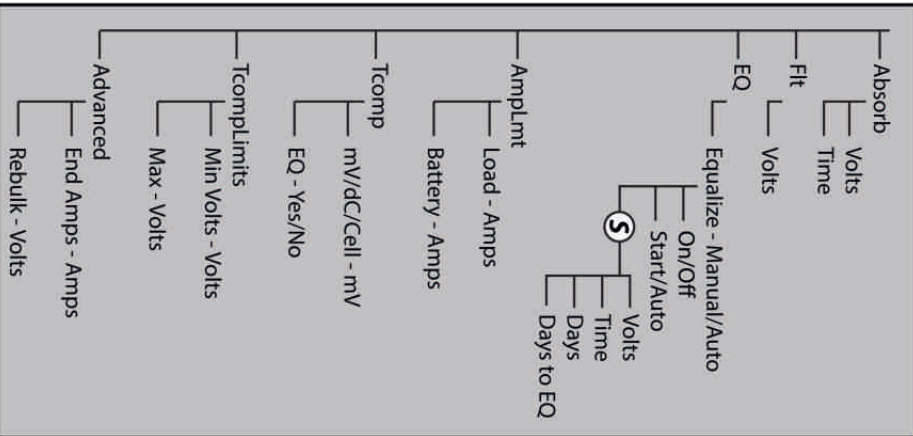 Absorb
Volts
Time
Flt
Volts
EQ
Equalize - Manual/Auto
On/Off
Start/Auto
S
Volts
Time
Days
Days to EQ
AmpLmt
Load - Amps
Battery - Amps
Tcomp
mV/dC/Cell - mV
EQ - Yes/No
TcompLimits
Min Volts - Volts
Max - Volts
Advanced
End Amps - Amps
Rebulk - Volts